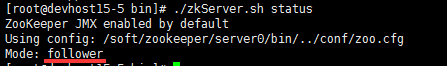 [root@devhost15-5 bin]# ./zkServer.sh status
ZooKeeper JMX enabled by default
Using config: /soft/zookeeper/server0/bin/../conf/zoo.cfg
Mode: follower